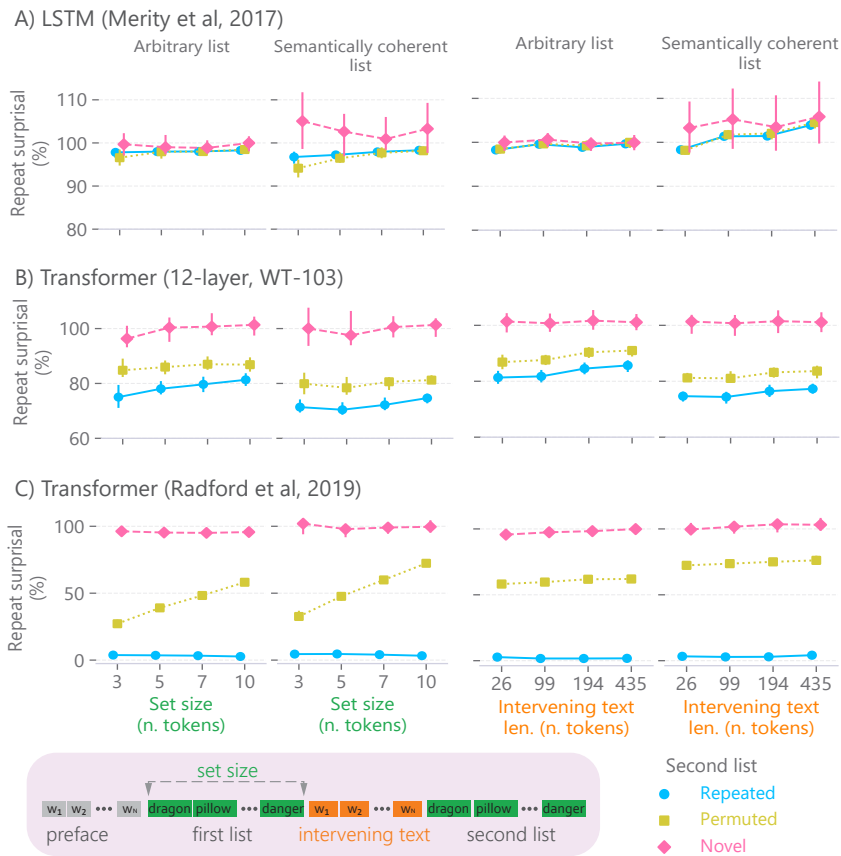 A) LSTM (Merity et al, 2017)
Arbitrary list
Semantically coherent
list
Arbitrary list
Semantically coherent
list
Repeat surprisal
(%)
110
100
90
80
B) Transformer (12-layer, WT-103)
Repeat surprisal
(%)
100
80
60
C) Transformer (Radford et al, 2019)
Repeat surprisal
(%)
100
50
0
3 5 7 10
3 5 7 10
26 99 194 435
26 99 194 435
Set size
(n. tokens)
Set size
(n. tokens)
Intervening text
len. (n. tokens)
Intervening text
len. (n. tokens)
set size
w₁ w₂ ••• wₙ dragon pillow ••• danger w₁ w₂ ••• wₙ dragon pillow ••• danger
preface first list intervening text second list
Second list
Repeated
Permuted
Novel